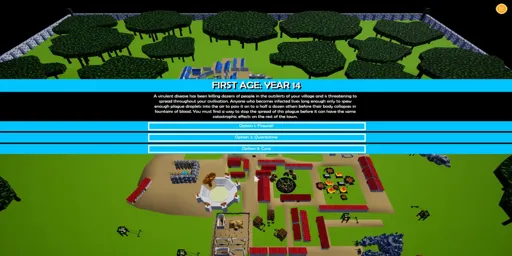 FIRST AGE: YEAR 14
A virulent disease has been killing dozens of people in the outskirts of your village and is threatening to
spread throughout your civilization. Anyone who becomes infected lives long enough only to spew
enough plague droplets into the air to pass it on to a half a dozen others before their body collapses in
fountains of blood. You must find a way to stop the spread of this plague before it can have the same
catastrophic effect on the rest of the town.
Option 1: Firewall
Option 2: Quarantine
Option 3: Cure